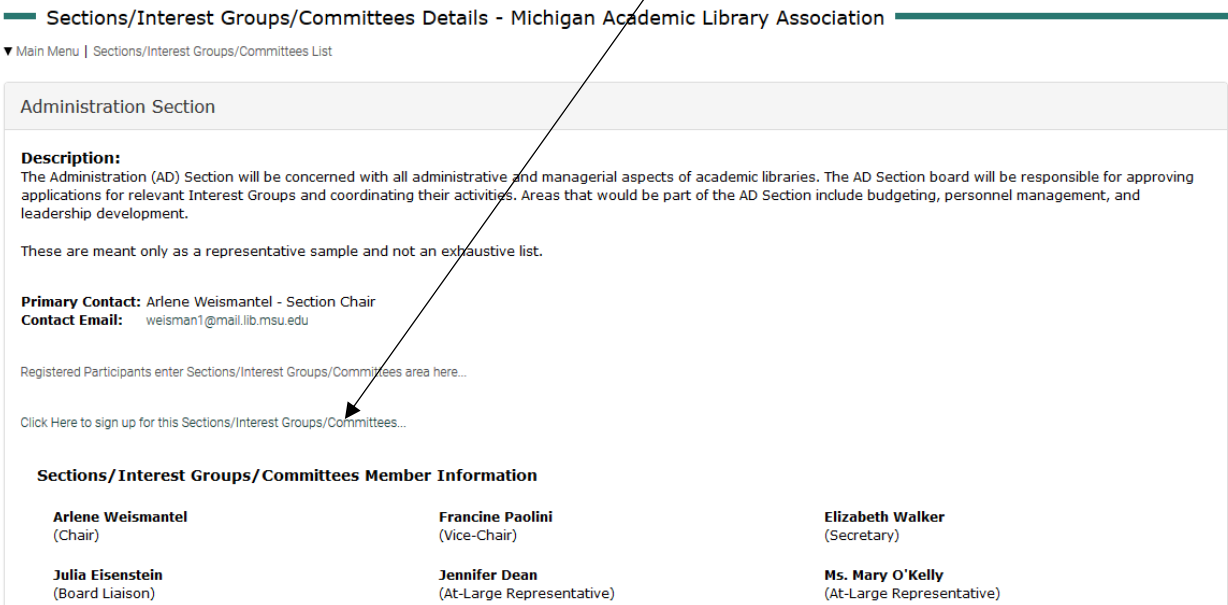 Sections/Interest Groups/Committees Details - Michigan Academic Library Association
▼ Main Menu | Sections/Interest Groups/Committees List
Administration Section
Description:
The Administration (AD) Section will be concerned with all administrative and managerial aspects of academic libraries. The AD Section board will be responsible for approving
applications for relevant Interest Groups and coordinating their activities. Areas that would be part of the AD Section include budgeting, personnel management, and
leadership development.
These are meant only as a representative sample and not an exhaustive list.
Primary Contact: Arlene Weismantel - Section Chair
Contact Email: weisman1@mail.lib.msu.edu
Registered Participants enter Sections/Interest Groups/Committees area here...
Click Here to sign up for this Sections/Interest Groups/Committees...
Sections/Interest Groups/Committees Member Information
Arlene Weismantel Francine Paolini Elizabeth Walker
(Chair) (Vice-Chair) (Secretary)
Julia Eisenstein Jennifer Dean Ms. Mary O'Kelly
(Board Liaison) (At-Large Representative) (At-Large Representative)